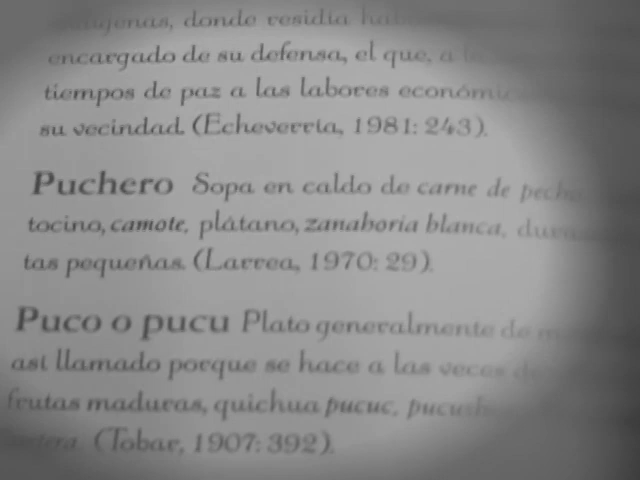 donde residía
encargado de su defensa, el que, a
tiempos de paz a las labores
su vecindad. (Echeverría, 1981: 243).
Puchero Sopa en caldo de carne de
tocino, camote, plátano, zanahoria blanca,
tas pequeñas. (Larrea, 1970: 29).
Puco o pucu Plato generalmente de
así llamado porque se hace a las veces
frutas maduras, quichua pucuc,
(Tobar, 1907: 392).